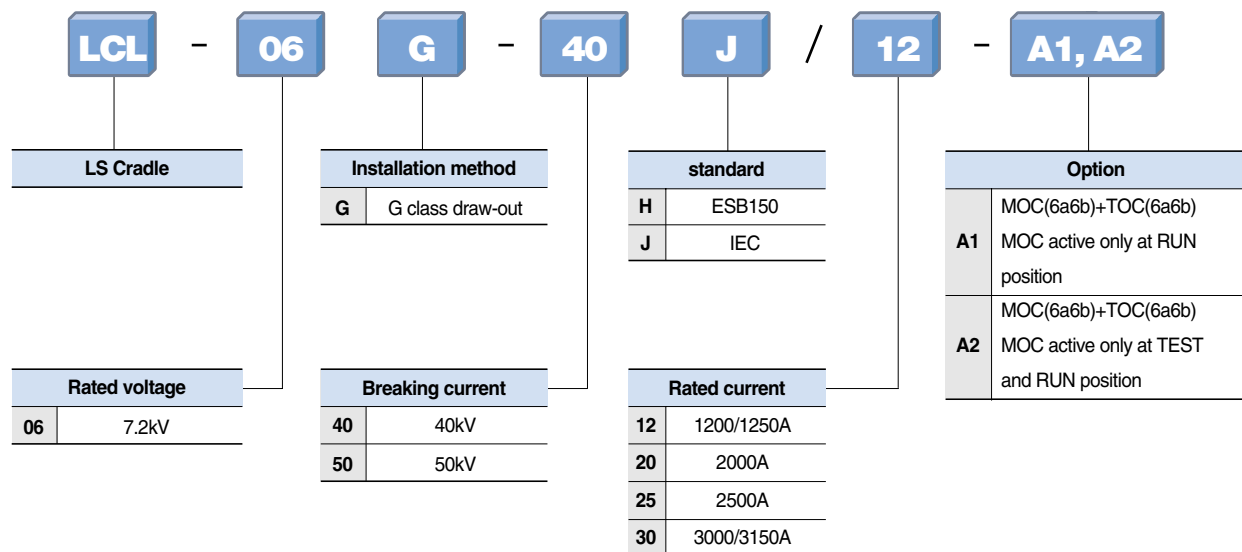 LCL - 06 G - 40 J / 12 - A1, A2
LS Cradle
Installation method
G G class draw-out
standard
H ESB150
J IEC
Option
A1 MOC(6a6b)+TOC(6a6b)
MOC active only at RUN
position
A2 MOC(6a6b)+TOC(6a6b)
MOC active only at TEST
and RUN position
Rated voltage
06 7.2kV
Breaking current
40 40kV
50 50kV
Rated current
12 1200/1250A
20 2000A
25 2500A
30 3000/3150A